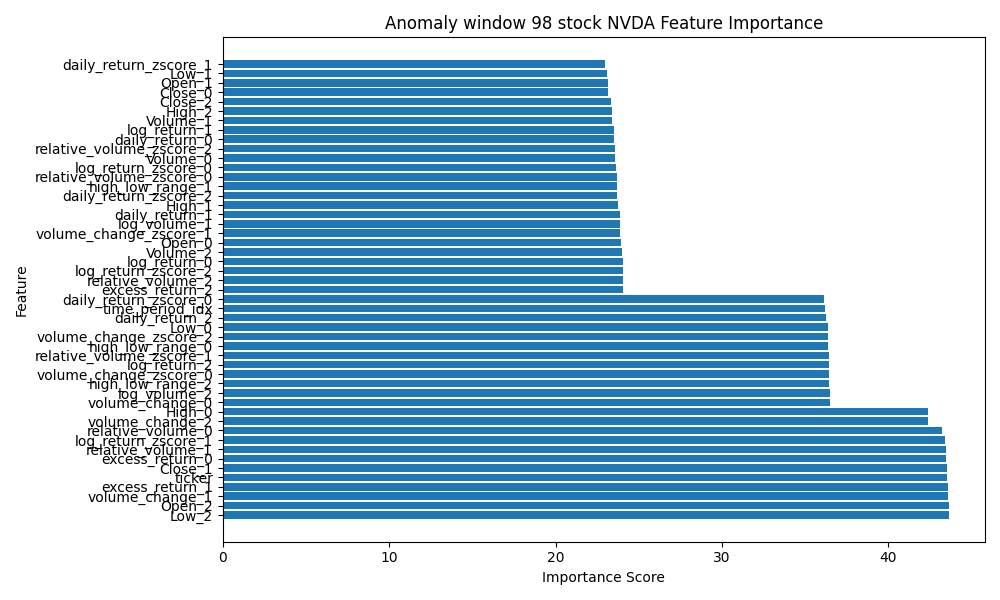 Anomaly window 98 stock NVDA Feature Importance
daily_return_zscore_1
Low_1
Open_1
Close_0
Close_2
High_2
Volume_1
log_return_1
daily_return_0
relative_volume_zscore_2
Volume_0
log_return_zscore_0
relative_volume_zscore_0
high_low_range_1
daily_return_zscore_2
High_1
daily_return_1
log_volume_1
volume_change_zscore_1
Open_0
Volume_2
log_return_0
log_return_zscore_2
relative_volume_2
excess_return_2
daily_return_zscore_0
time_period_idx
daily_return_2
Low_0
volume_change_zscore_2
high_low_range_0
relative_volume_zscore_1
log_return_2
volume_change_zscore_0
high_low_range_2
log_volume_2
volume_change_0
High_0
volume_change_2
relative_volume_0
log_return_zscore_1
relative_volume_1
excess_return_0
Close_1
ticker
excess_return_1
volume_change_1
Open_2
Low_2
Feature
0 10 20 30 40
Importance Score